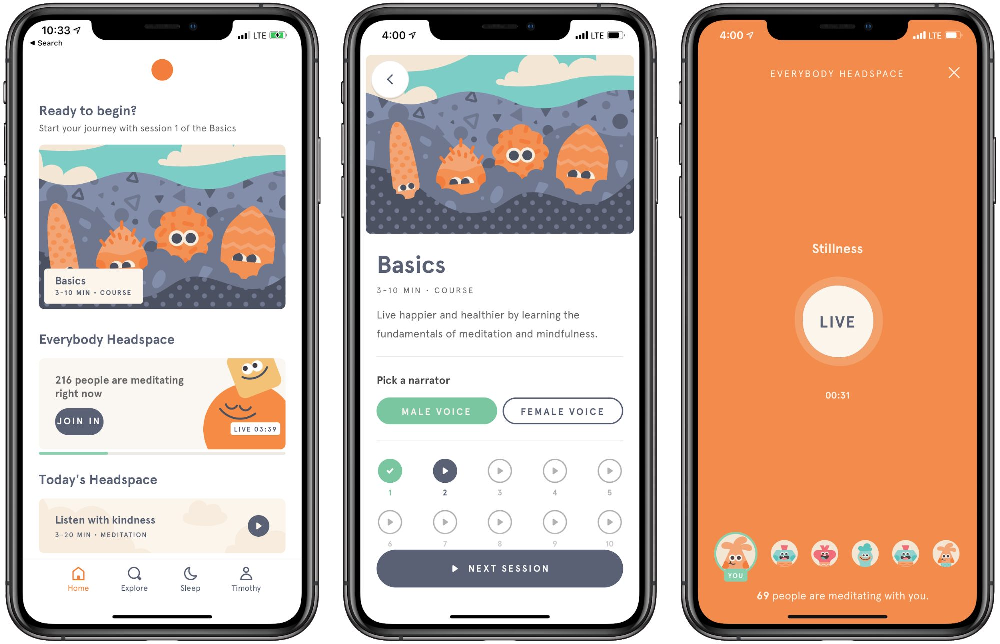 10:33
LTE
Search
Ready to begin?
Start your journey with session 1 of the Basics
Basics
3-10 MIN • COURSE
Everybody Headspace
216 people are meditating
right now
JOIN IN
LIVE 03:39
Today's Headspace
Listen with kindness
3-20 MIN • MEDITATION
Home
Explore
Sleep
Timothy
4:00
LTE
Basics
3-10 MIN • COURSE
Live happier and healthier by learning the
fundamentals of meditation and mindfulness.
Pick a narrator
MALE VOICE
FEMALE VOICE
1 2 3 4 5
6 7 8 9 10
NEXT SESSION
4:00
LTE
EVERYBODY HEADSPACE
Stillness
LIVE
00:31
YOU
69 people are meditating with you.